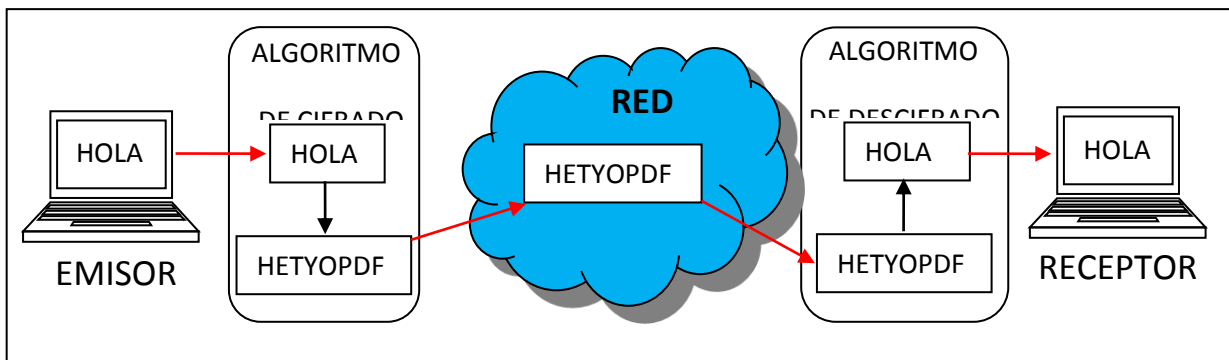 ALGORITMO
DE CIFRADO
HOLA
HOLA
HETYOPDF
EMISOR
RED
HETYOPDF
ALGORITMO
DE DESCIFRADO
HOLA
HETYOPDF
HOLA
RECEPTOR